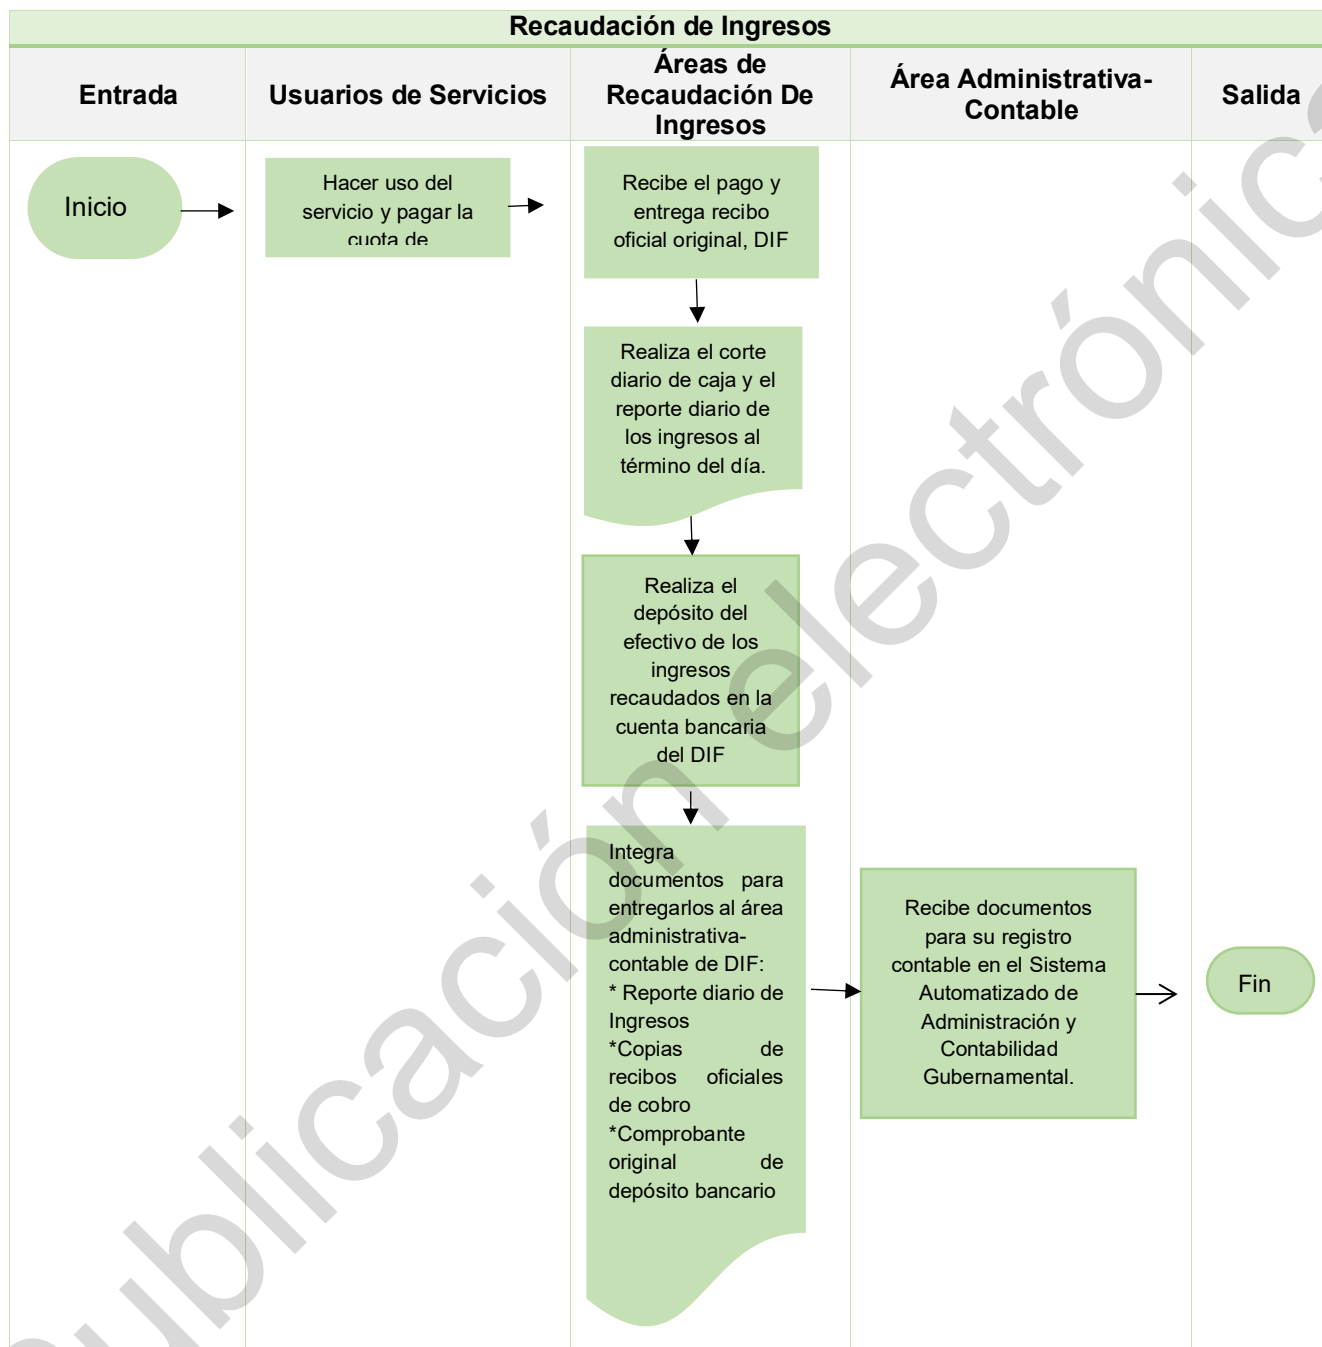 Recaudación de Ingresos
Entrada
Usuarios de Servicios
Áreas de
Recaudación De
Ingresos
Área Administrativa-
Contable
Salida
Inicio
Hacer uso del
servicio y pagar la
cuota de
Recibe el pago y
entrega recibo
oficial original, DIF
Realiza el corte
diario de caja y el
reporte diario de
los ingresos al
término del día.
Realiza el
depósito del
efectivo de los
ingresos
recaudados en la
cuenta bancaria
del DIF
Integra
documentos para
entregarlos al área
administrativa-
contable de DIF:
* Reporte diario de
Ingresos
*Copias de
recibos oficiales
de cobro
*Comprobante
original de
depósito bancario
Recibe documentos
para su registro
contable en el Sistema
Automatizado de
Administración y
Contabilidad
Gubernamental.
Fin
ublicación electrónica